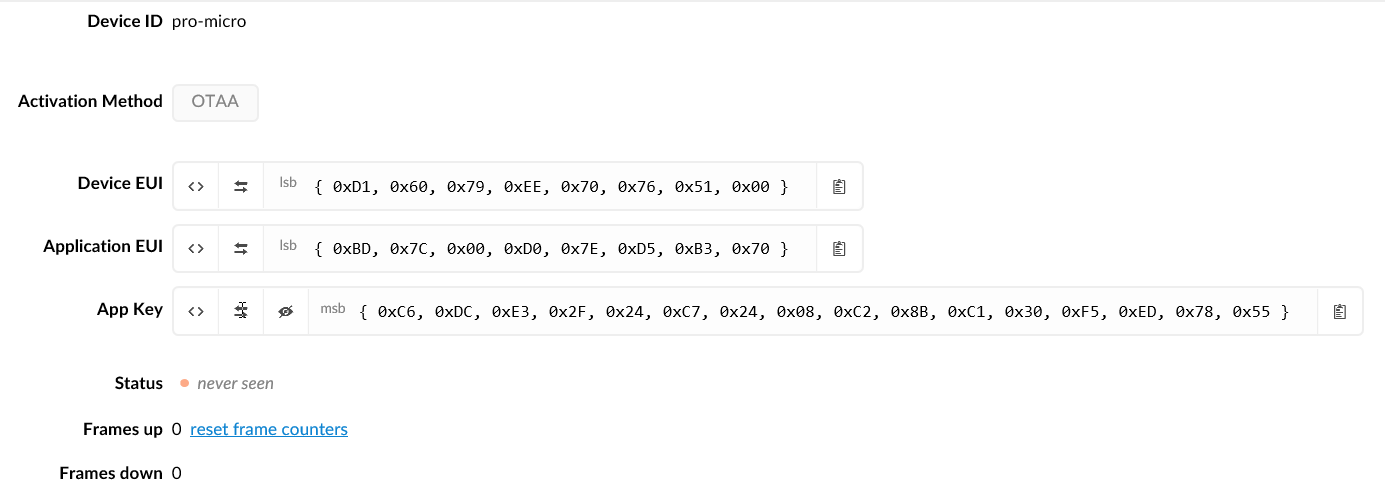 Device ID pro-micro
Activation Method OTAA
Device EUI <> lsb { 0xD1, 0x60, 0x79, 0xEE, 0x70, 0x76, 0x51, 0x00 }
Application EUI <> lsb { 0xBD, 0x7C, 0x00, 0xD0, 0x7E, 0xD5, 0xB3, 0x70 }
App Key <> msb { 0xC6, 0xDC, 0xE3, 0x2F, 0x24, 0xC7, 0x24, 0x08, 0xC2, 0x8B, 0xC1, 0x30, 0xF5, 0xED, 0x78, 0x55 }
Status never seen
Frames up 0 reset frame counters
Frames down 0